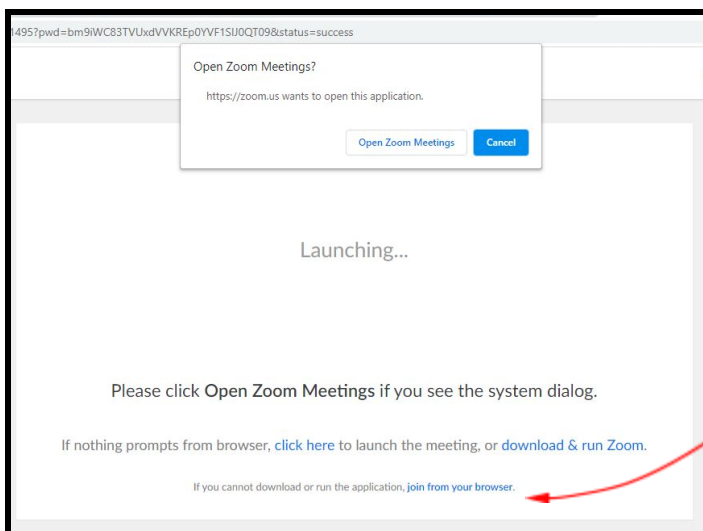 1495?pwd=bm9iWC83TVUxdVVKREp0YVF1SlJ0QT09&status=success
Open Zoom Meetings?
https://zoom.us wants to open this application.
Open Zoom Meetings Cancel
Launching...
Please click Open Zoom Meetings if you see the system dialog.
If nothing prompts from browser, click here to launch the meeting, or download & run Zoom.
If you cannot download or run the application, join from your browser.